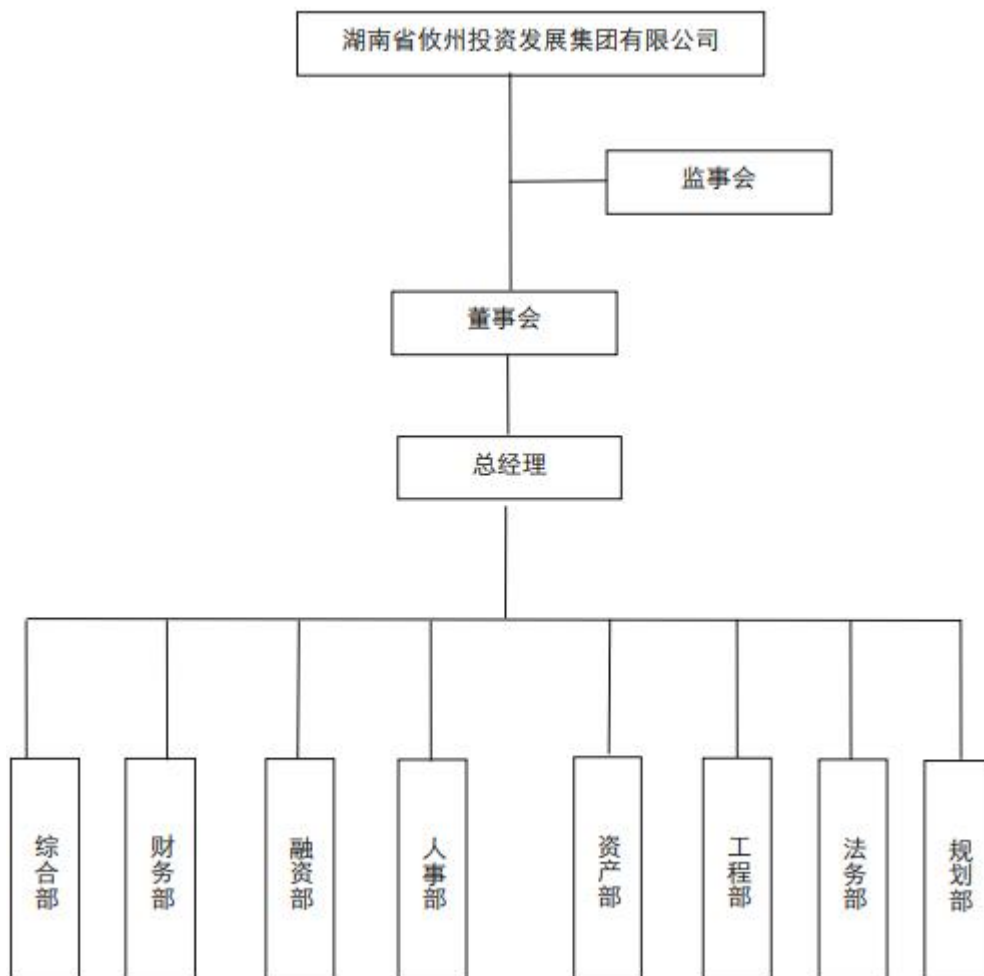 湖南省攸州投资发展集团有限公司
监事会
董事会
总经理
综合部
财务部
融资部
人事部
资产部
工程部
法务部
规划部